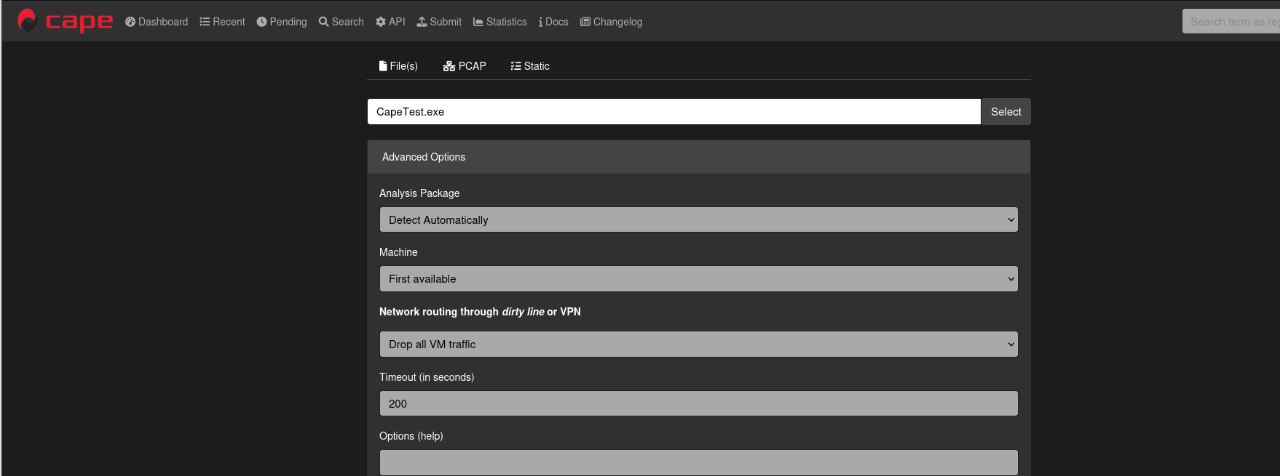 cape Dashboard Recent Pending Search API Submit Statistics Docs Changelog Search term as
File(s) PCAP Static
CapeTest.exe Select
Advanced Options
Analysis Package
Detect Automatically
Machine
First available
Network routing through dirty line or VPN
Drop all VM traffic
Timeout (in seconds)
200
Options (help)